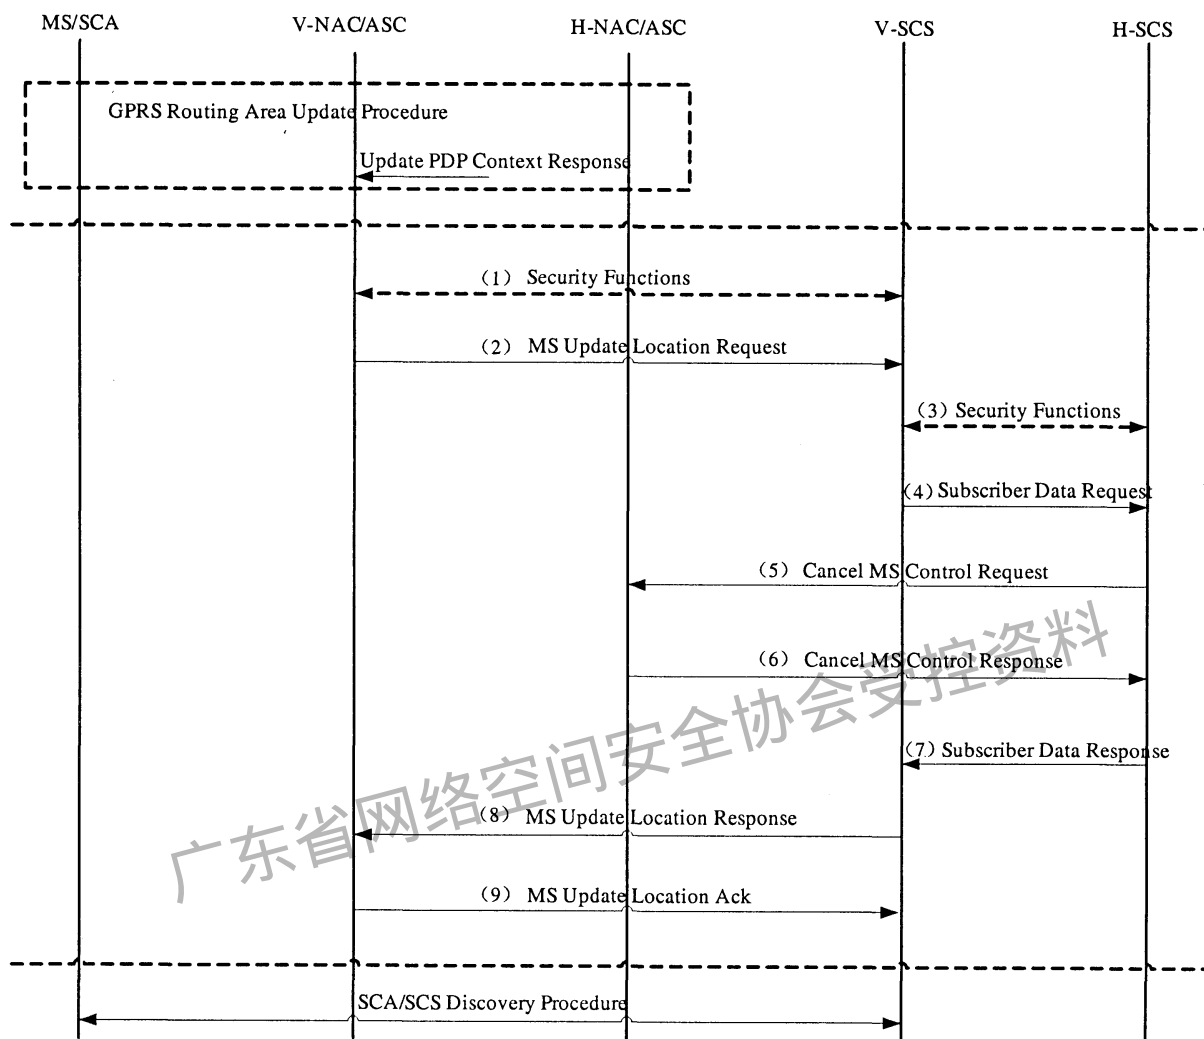 MS/SCA V-NAC/ASC H-NAC/ASC V-SCS H-SCS
GPRS Routing Area Update Procedure
Update PDP Context Response
（1） Security Functions
（2） MS Update Location Request
（3）Security Functions
（4）Subscriber Data Request
（5） Cancel MS Control Request
（6） Cancel MS Control Response
（7）Subscriber Data Response
（8） MS Update Location Response
（9） MS Update Location Ack
SCA/SCS Discovery Procedure
广东省网络空间安全协会受控资料